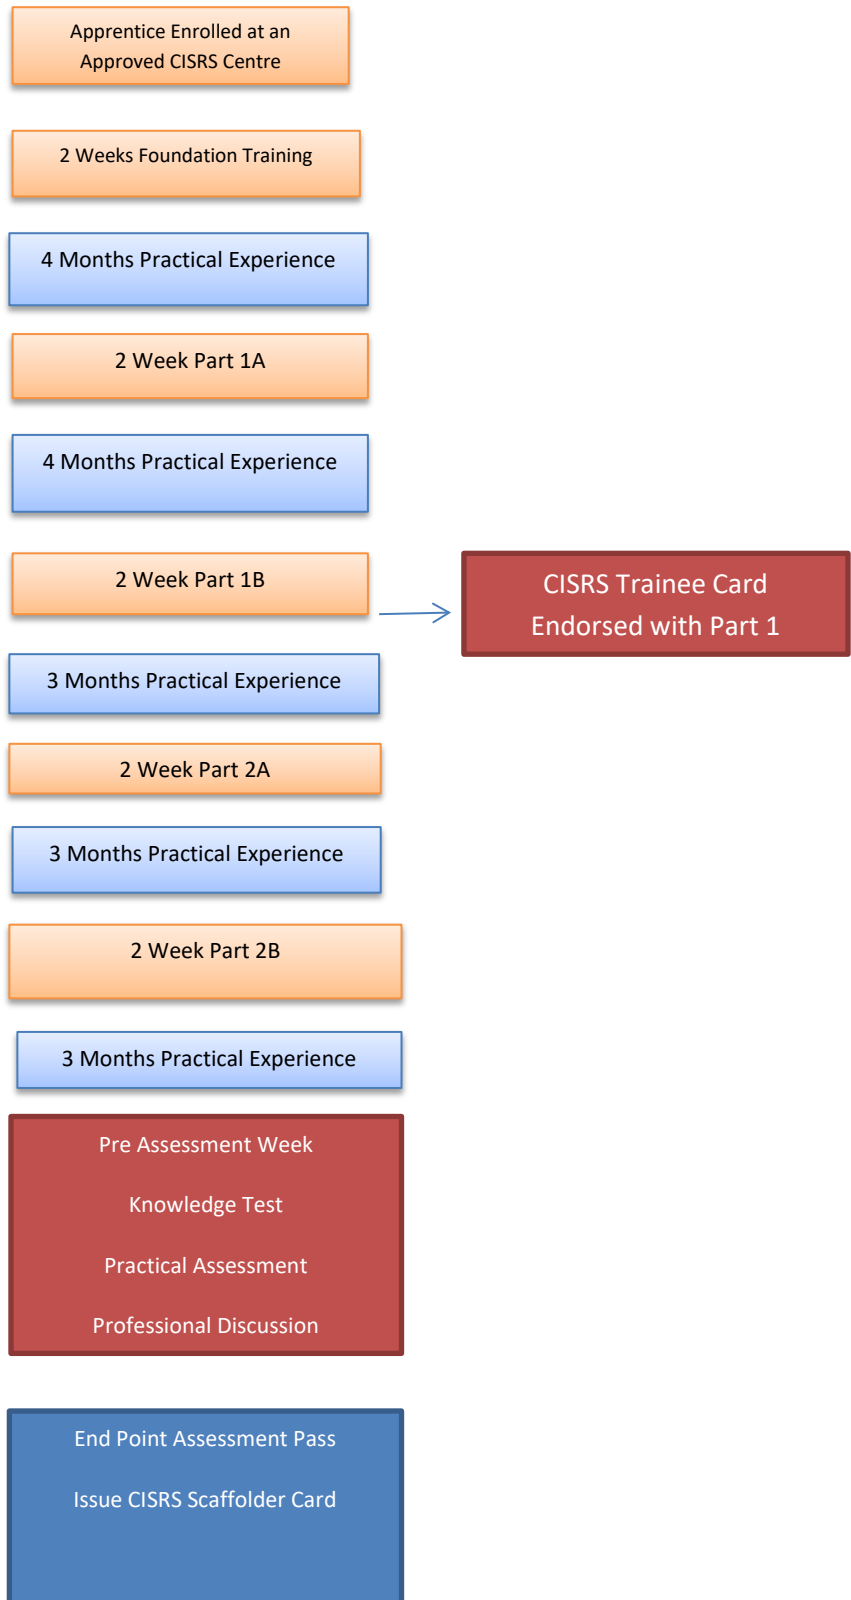 Apprentice Enrolled at an
Approved CISRS Centre
2 Weeks Foundation Training
4 Months Practical Experience
2 Week Part 1A
4 Months Practical Experience
2 Week Part 1B
CISRS Trainee Card
Endorsed with Part 1
3 Months Practical Experience
2 Week Part 2A
3 Months Practical Experience
2 Week Part 2B
3 Months Practical Experience
Pre Assessment Week
Knowledge Test
Practical Assessment
Professional Discussion
End Point Assessment Pass
Issue CISRS Scaffolder Card